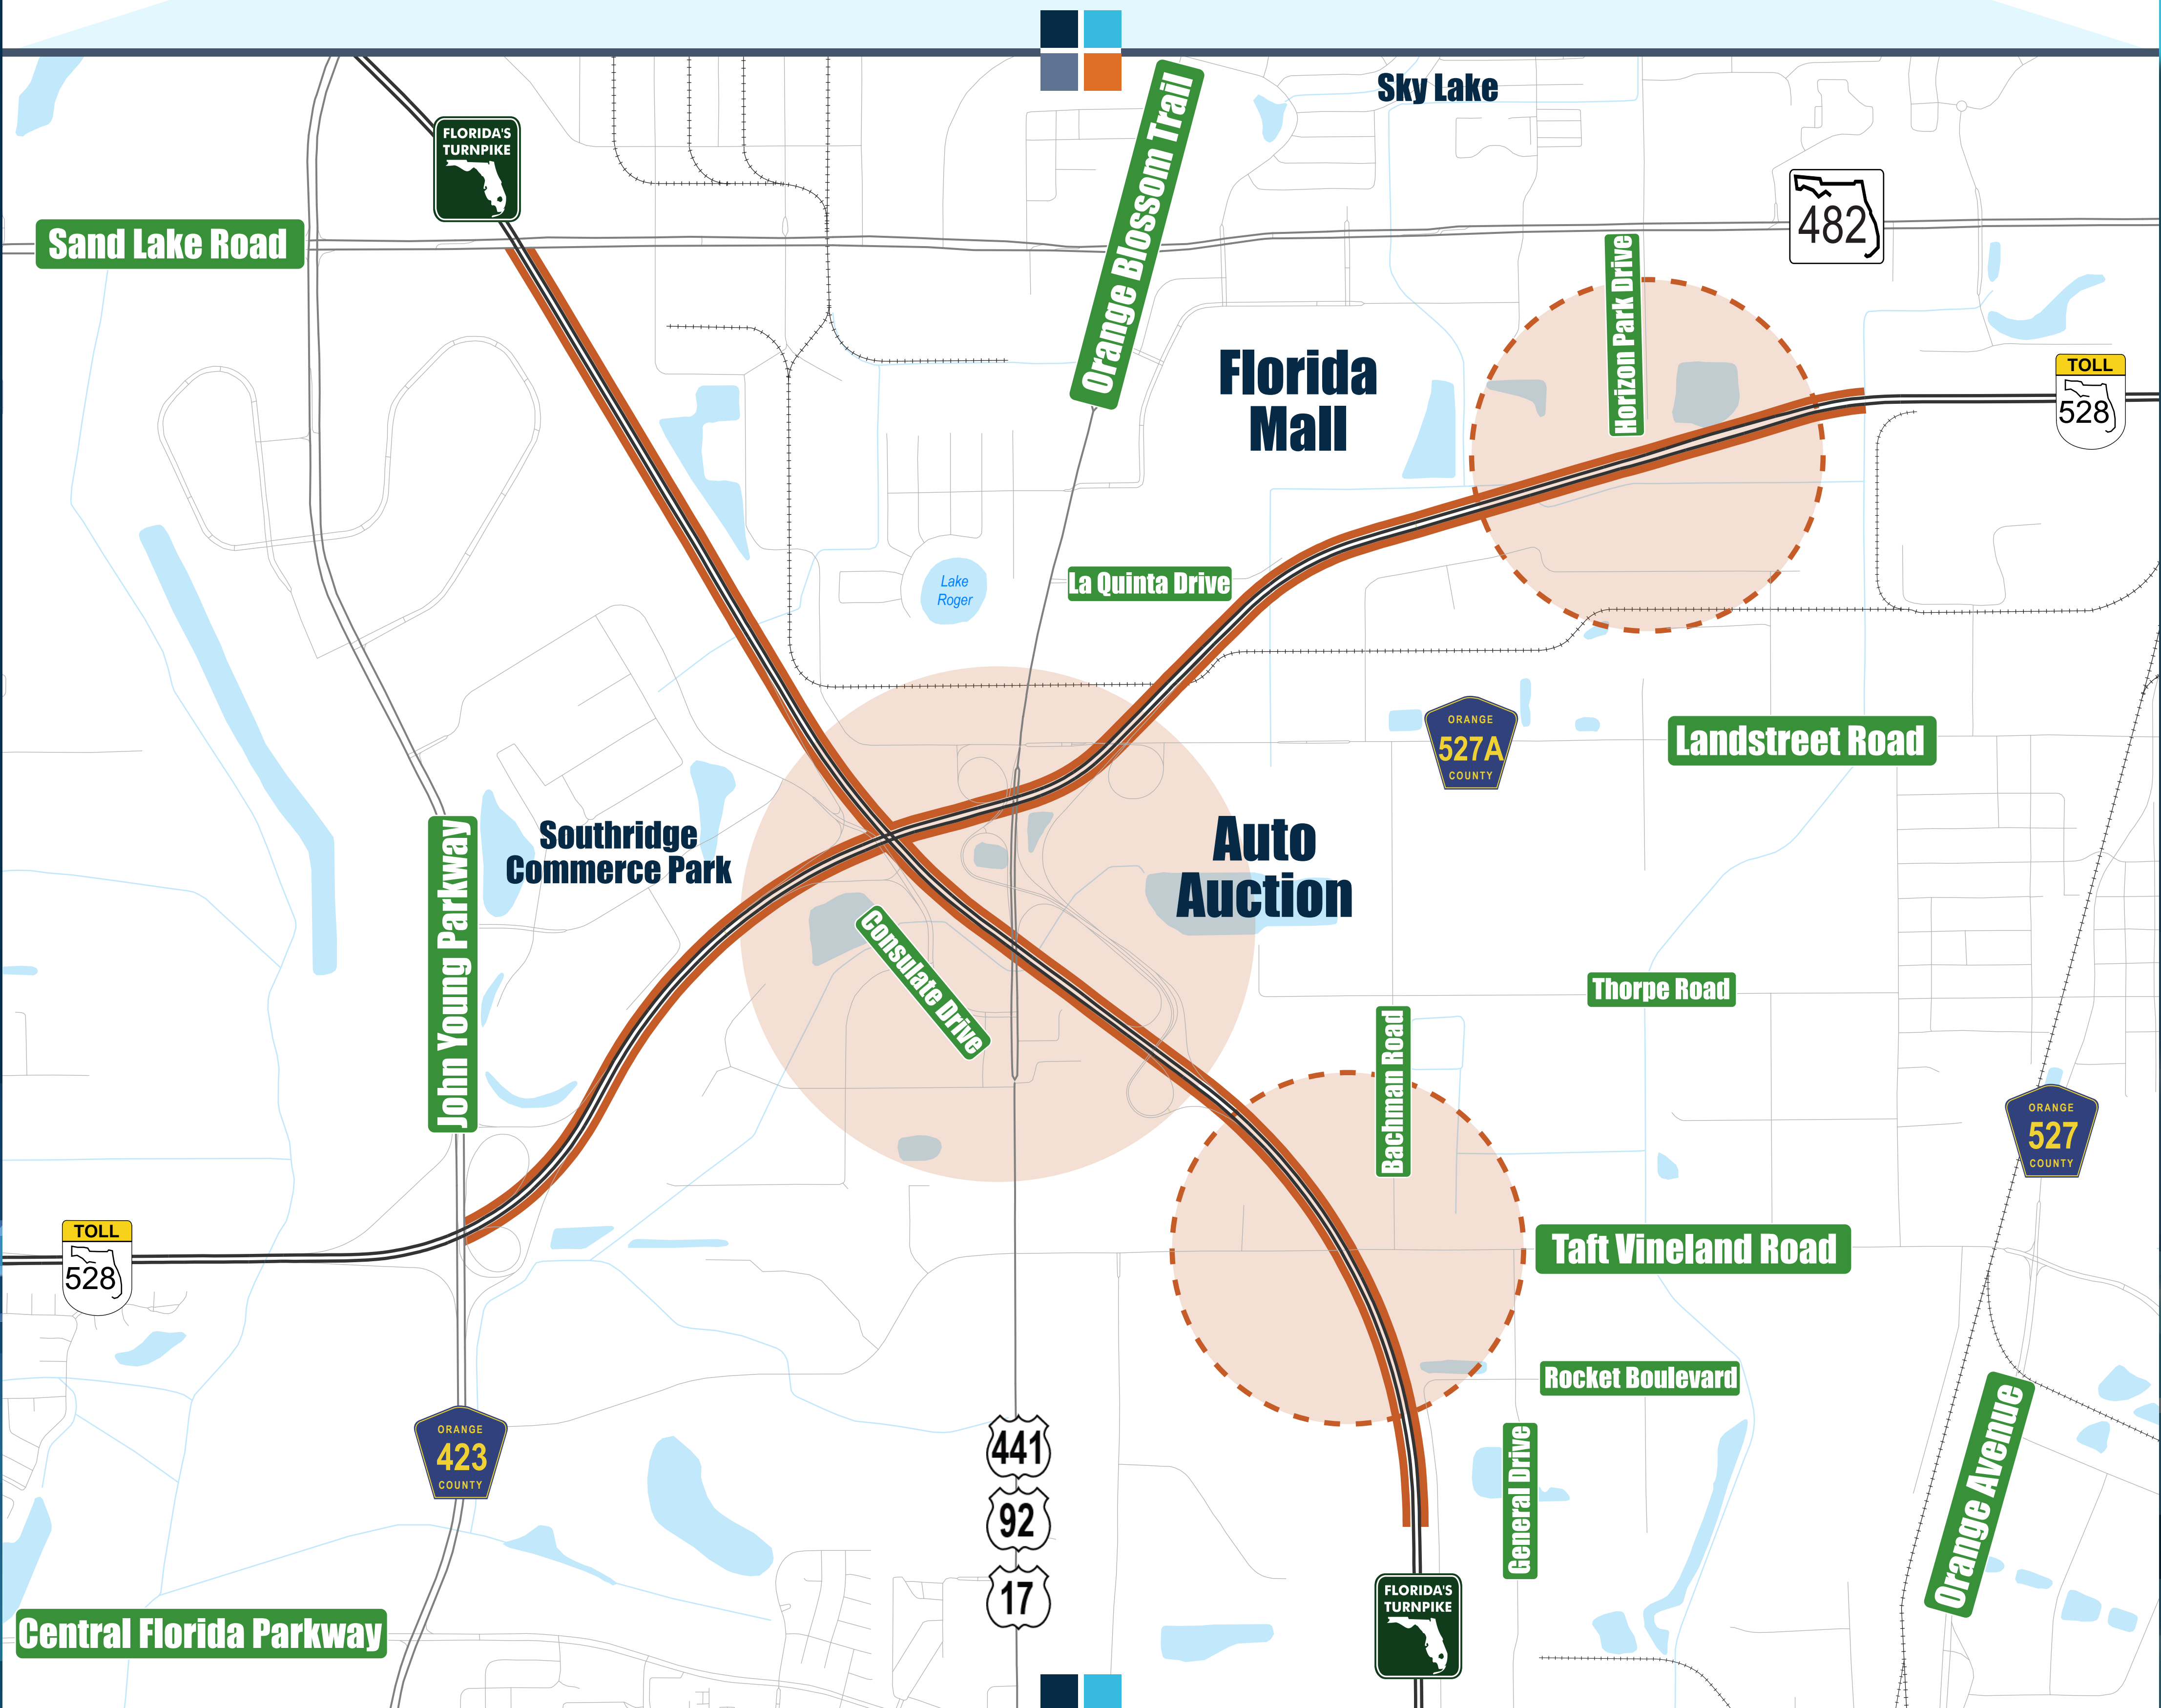 Sky Lake
FLORIDA'S
TURNPIKE
Orange Blossom Trail
482
Sand Lake Road
Horizon Park Drive
Florida
Mall
TOLL
528
Lake
Roger
La Quinta Drive
ORANGE
527A
COUNTY
Landstreet Road
Southridge
Commerce Park
Auto
Auction
John Young Parkway
Consulate Drive
Thorpe Road
Bachman Road
ORANGE
527
COUNTY
TOLL
528
Taft Vineland Road
Rocket Boulevard
ORANGE
423
COUNTY
441
92
17
General Drive
Orange Avenue
FLORIDA'S
TURNPIKE
Central Florida Parkway